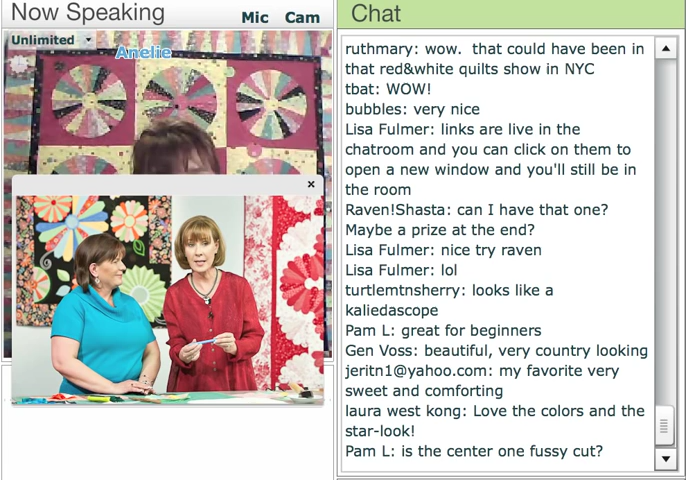 Now Speaking
Mic Cam
Unlimited
Anelie
×
Chat
ruthmary: wow.  that could have been in
that red&white quilts show in NYC
tbat: WOW!
bubbles: very nice
Lisa Fulmer: links are live in the
chatroom and you can click on them to
open a new window and you'll still be in
the room
Raven!Shasta: can I have that one?
Maybe a prize at the end?
Lisa Fulmer: nice try raven
Lisa Fulmer: lol
turtlemtnsherry: looks like a
kaliedascope
Pam L: great for beginners
Gen Voss: beautiful, very country looking
jeritn1@yahoo.com: my favorite very
sweet and comforting
laura west kong: Love the colors and the
star-look!
Pam L: is the center one fussy cut?